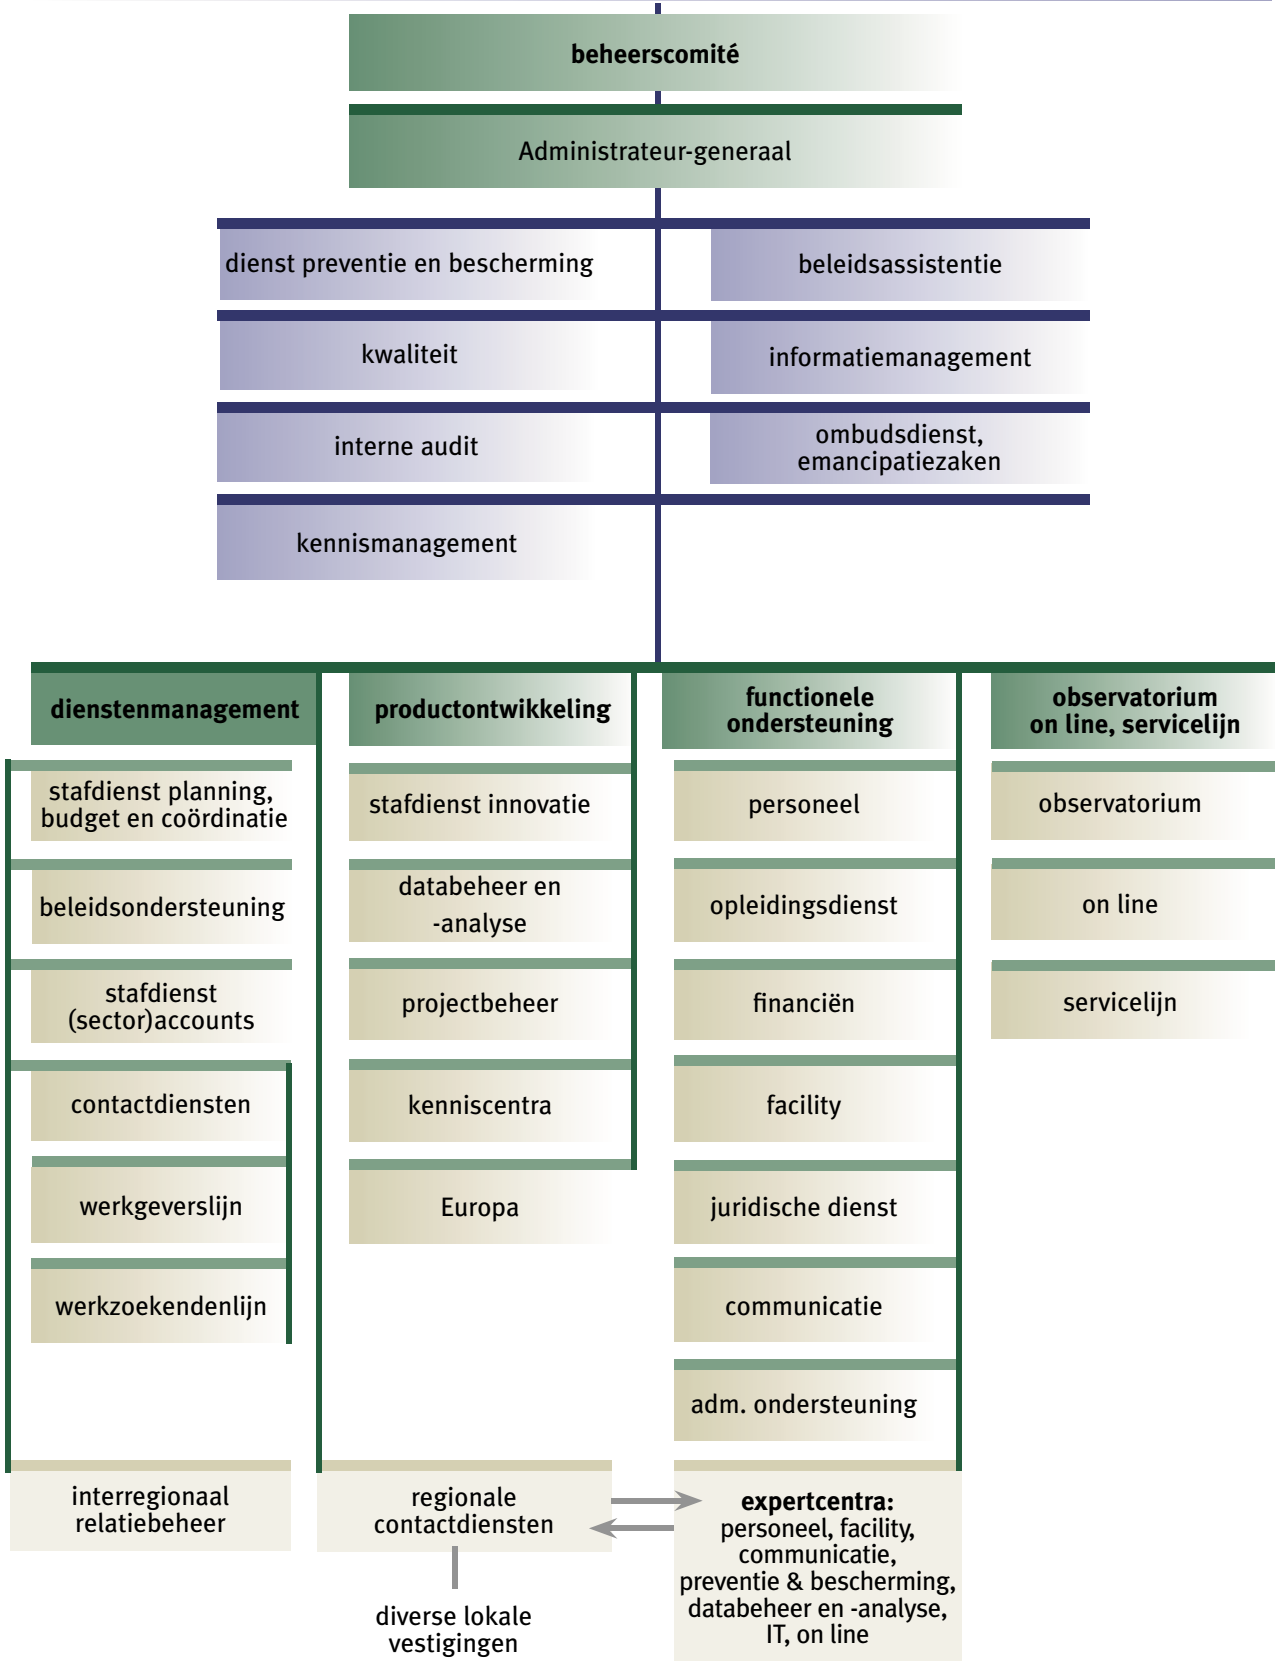 beheerscomité
Administrateur-generaal
dienst preventie en bescherming
beleidsassistentie
kwaliteit
informatiemanagement
interne audit
ombudsdienst,
emancipatiezaken
kennismanagement
dienstenmanagement
stafdienst planning,
budget en coördinatie
beleidsondersteuning
stafdienst
(sector)accounts
contactdiensten
werkgeverslijn
werkzoekendenlijn
interregionaal
relatiebeheer
productontwikkeling
stafdienst innovatie
databeheer en
-analyse
projectbeheer
kenniscentra
Europa
regionale
contactdiensten
diverse lokale
vestigingen
functionele
ondersteuning
personeel
opleidingsdienst
financiën
facility
juridische dienst
communicatie
adm. ondersteuning
expertcentra:
personeel, facility,
communicatie,
preventie & bescherming,
databeheer en -analyse,
IT, on line
observatorium
on line, servicelijn
observatorium
on line
servicelijn